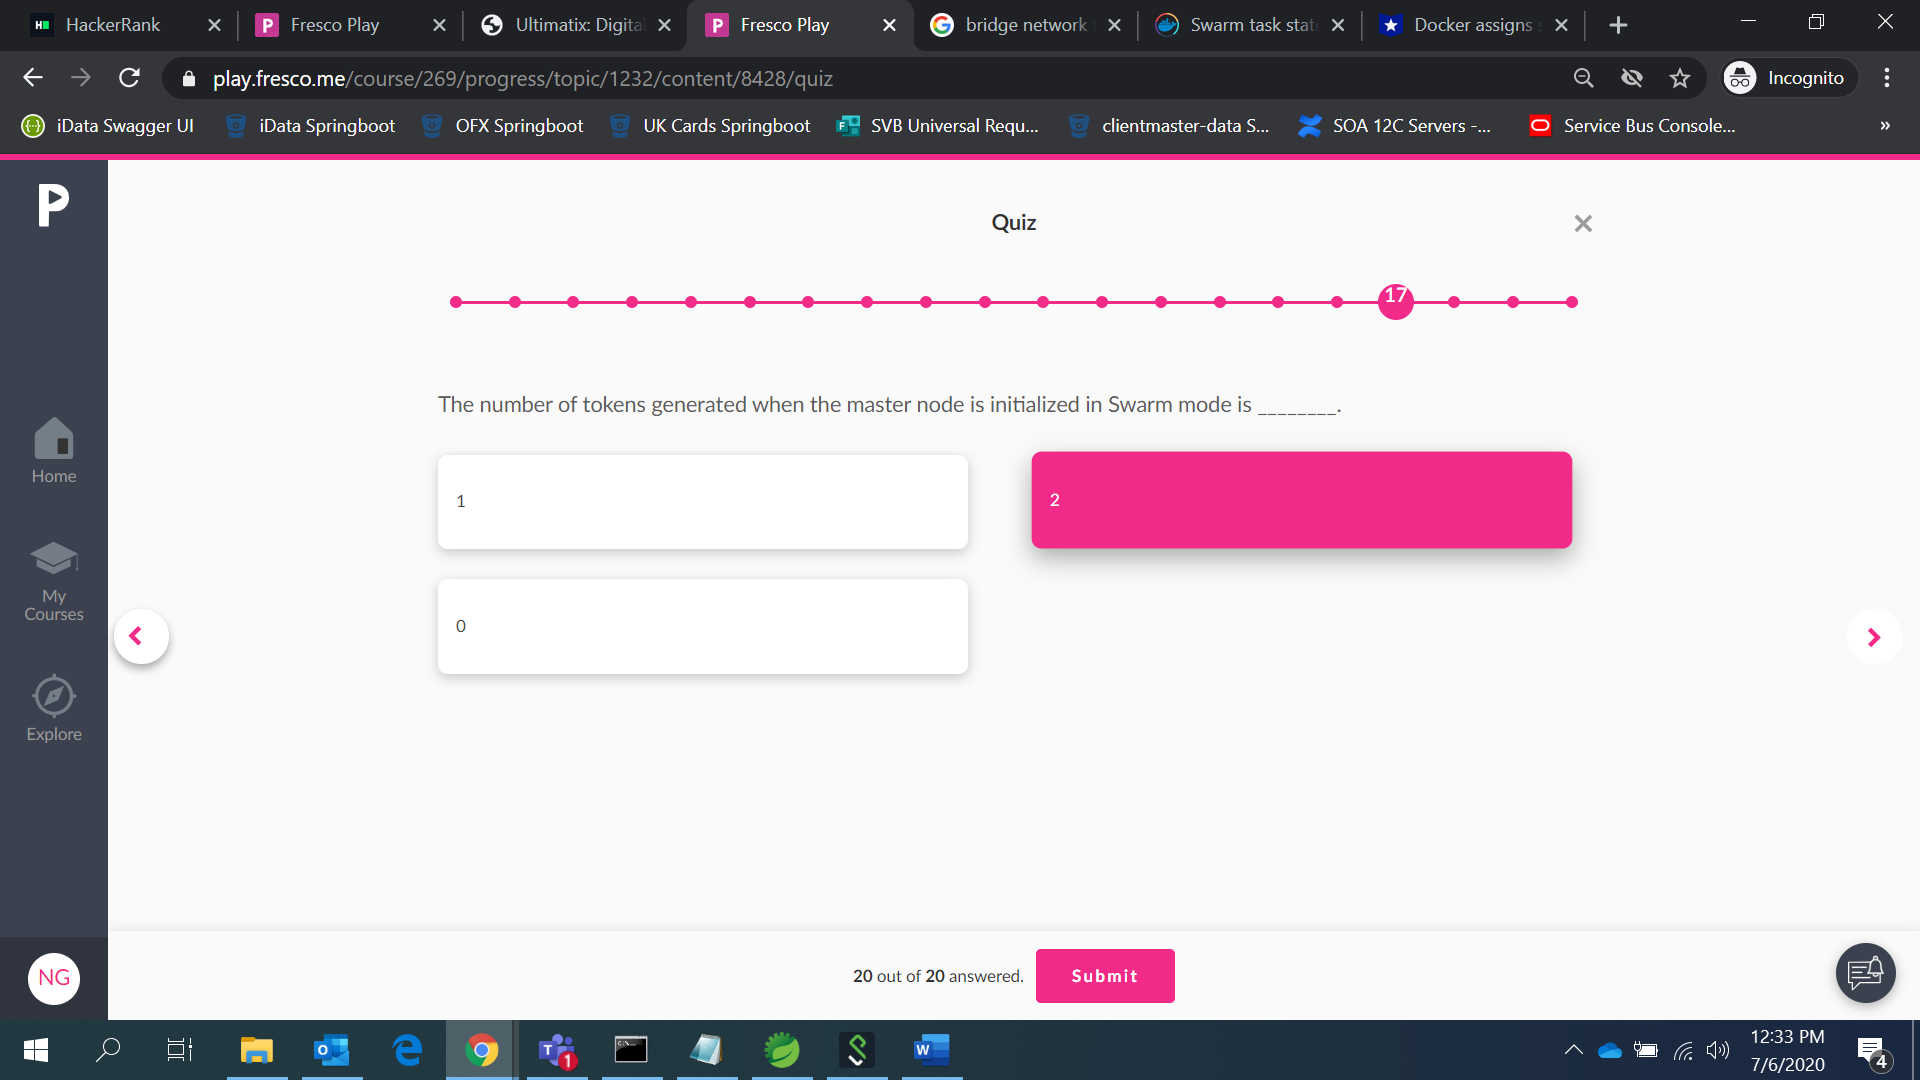 HackerRank
Fresco Play
Ultimatix: Digita
Fresco Play
bridge network
Swarm task stat
Docker assigns
play.fresco.me/course/269/progress/topic/1232/content/8428/quiz
Incognito
iData Swagger UI
iData Springboot
OFX Springboot
UK Cards Springboot
SVB Universal Requ...
clientmaster-data S...
SOA 12C Servers -...
Service Bus Console...
»
P
Quiz
17
The number of tokens generated when the master node is initialized in Swarm mode is ________.
1
2
0
Home
My
Courses
Explore
NG
20 out of 20 answered.
Submit
12:33 PM
7/6/2020
1
4